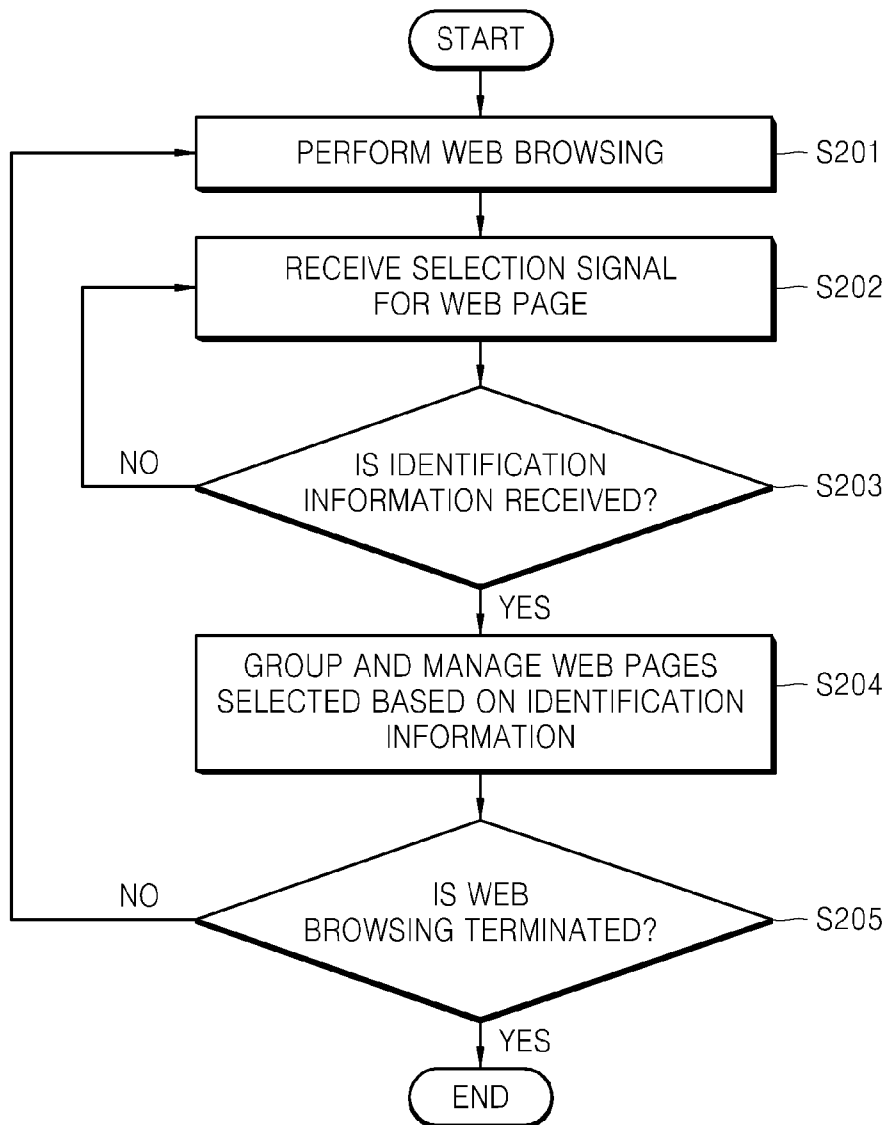 START
PERFORM WEB BROWSING
S201
RECEIVE SELECTION SIGNAL
FOR WEB PAGE
S202
NO
IS IDENTIFICATION
INFORMATION RECEIVED?
S203
YES
GROUP AND MANAGE WEB PAGES
SELECTED BASED ON IDENTIFICATION
INFORMATION
S204
NO
IS WEB
BROWSING TERMINATED?
S205
YES
END